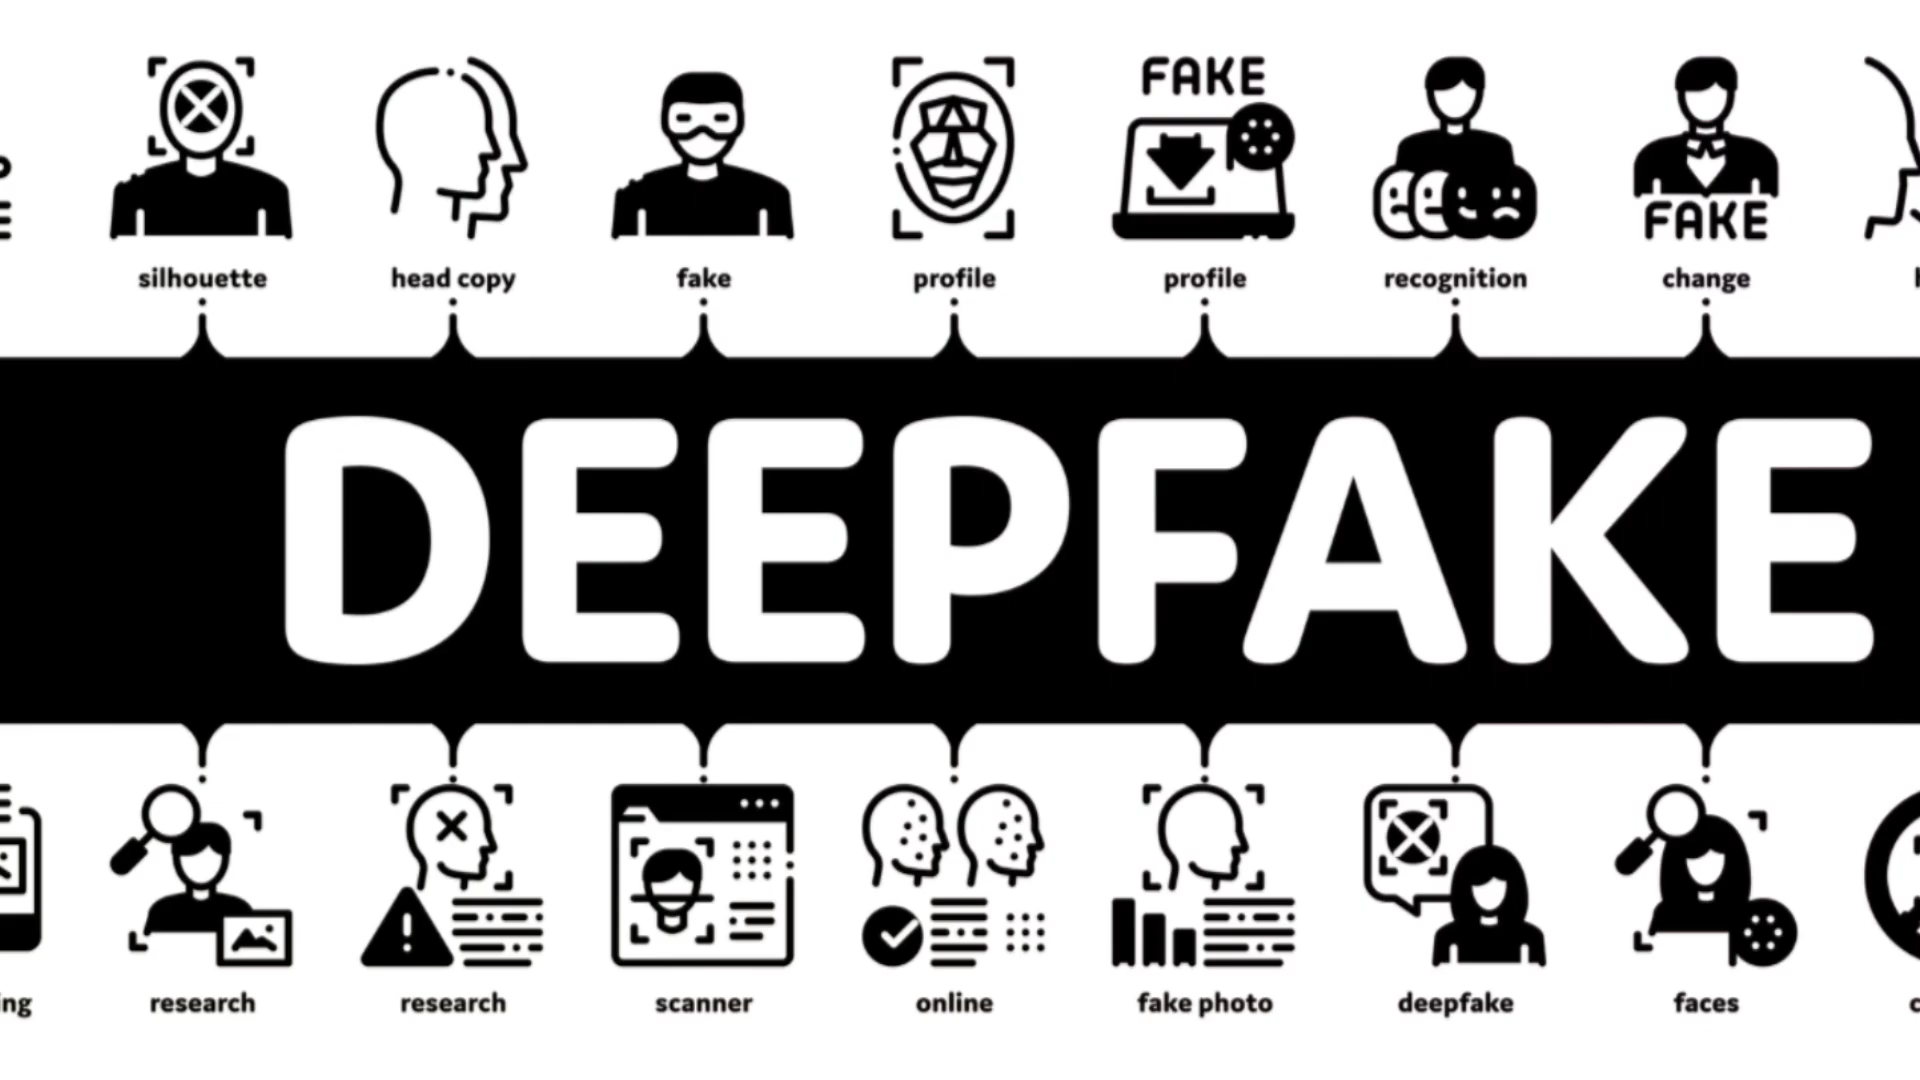 FAKE
FAKE
silhouette
head copy
fake
profile
profile
recognition
change
DEEPFAKE
ing
research
research
scanner
online
fake photo
deepfake
faces